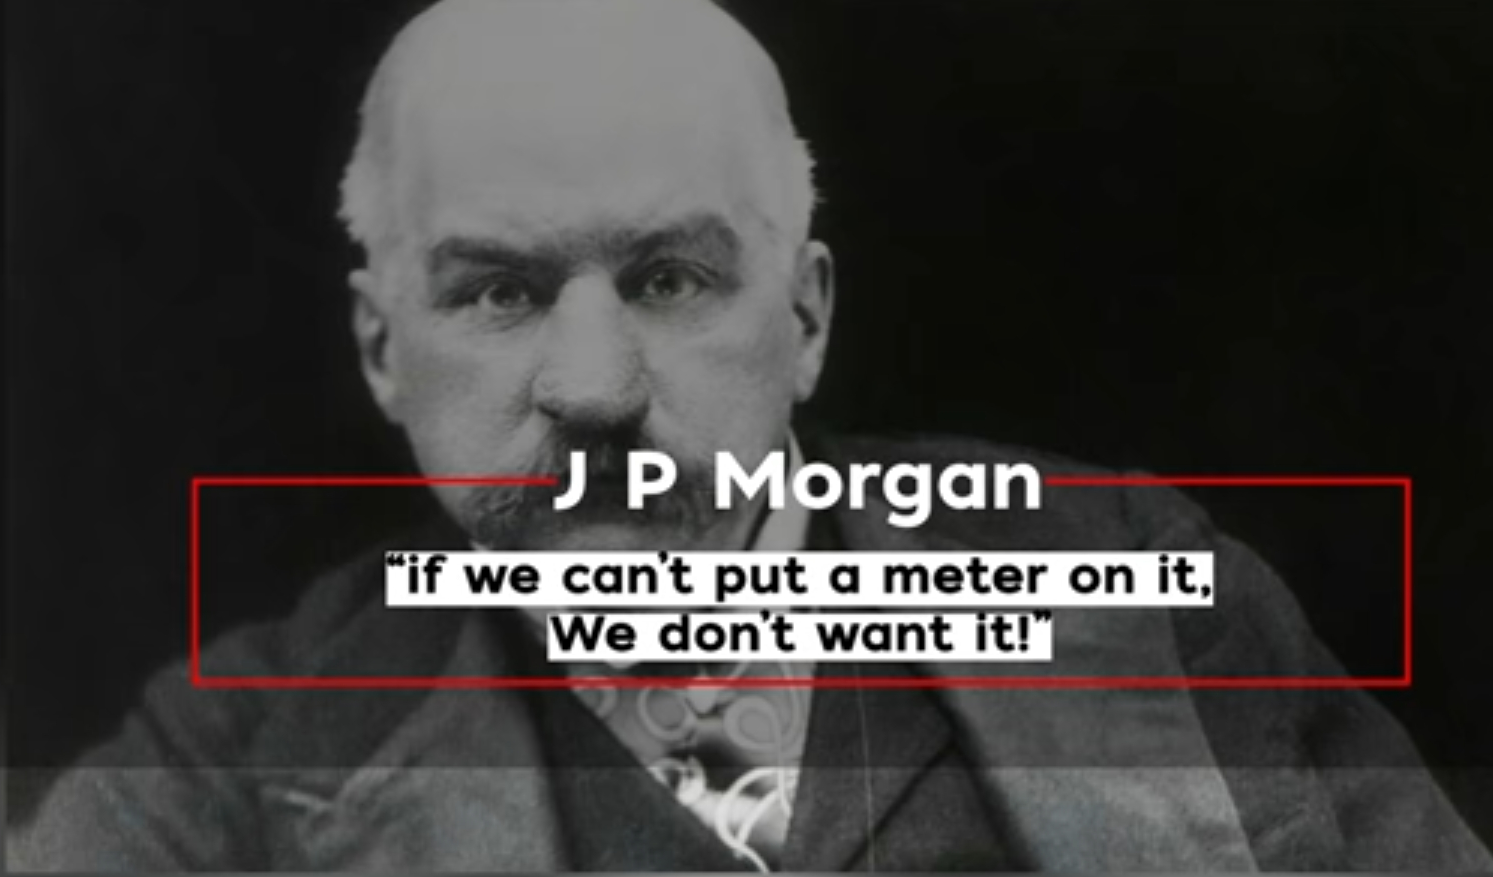 J P Morgan
“if we can't put a meter on it,
We don't want it!”